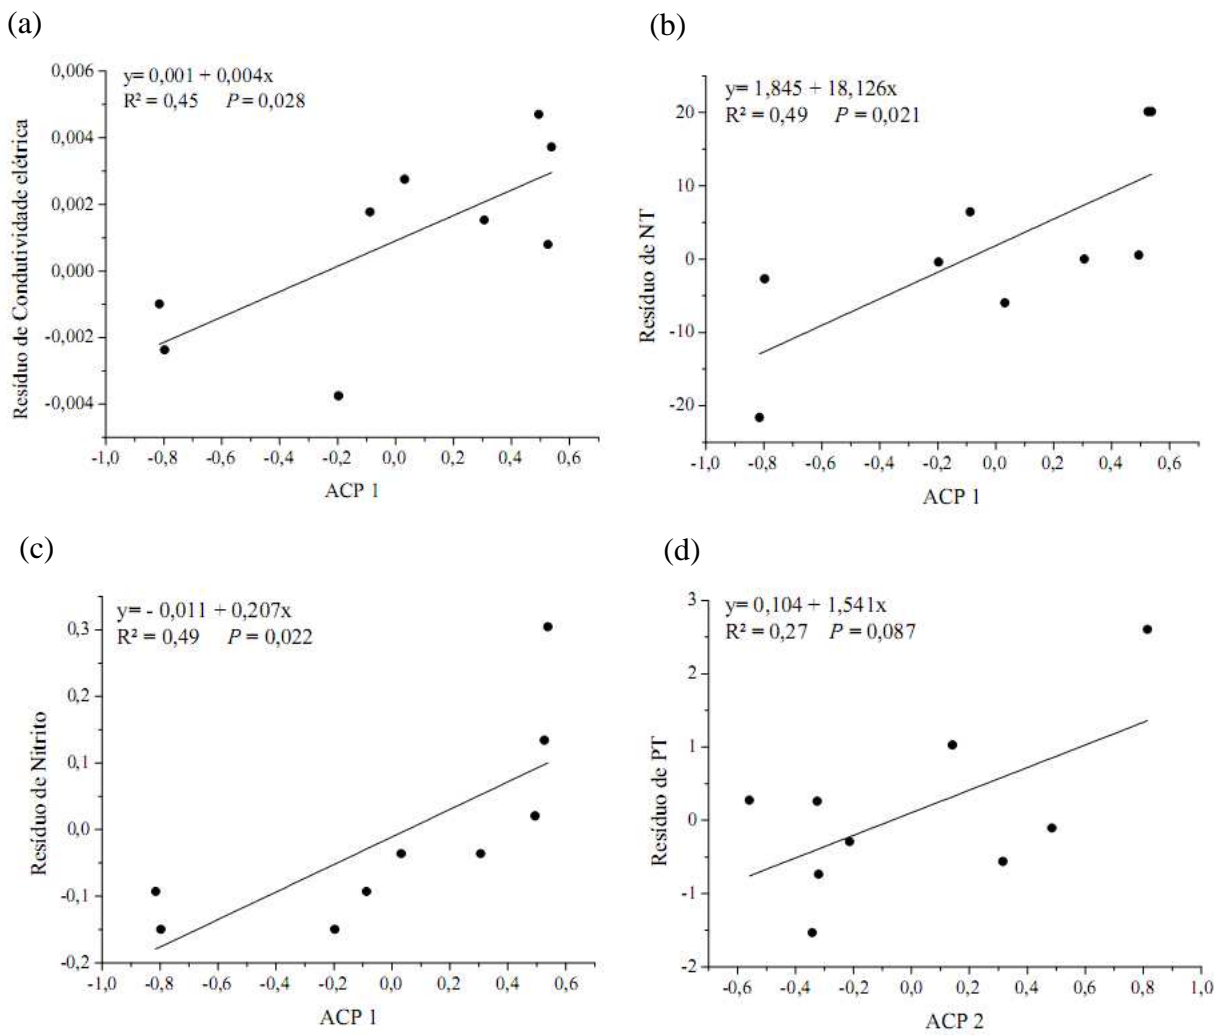 (a)
y= 0,001 + 0,004x
R² = 0,45 P = 0,028
Resíduo de Condutividade elétrica
0,006
0,004
0,002
0,000
-0,002
-0,004
-1,0 -0,8 -0,6 -0,4 -0,2 0,0 0,2 0,4 0,6
ACP 1
(b)
y= 1,845 + 18,126x
R² = 0,49 P = 0,021
Resíduo de NT
20
10
0
-10
-20
-1,0 -0,8 -0,6 -0,4 -0,2 0,0 0,2 0,4 0,6
ACP 1
(c)
y= - 0,011 + 0,207x
R² = 0,49 P = 0,022
Resíduo de Nitrito
0,3
0,2
0,1
0,0
-0,1
-0,2
-1,0 -0,8 -0,6 -0,4 -0,2 0,0 0,2 0,4 0,6
ACP 1
(d)
y= 0,104 + 1,541x
R² = 0,27 P = 0,087
Resíduo de PT
3
2
1
0
-1
-2
-0,6 -0,4 -0,2 0,0 0,2 0,4 0,6 0,8 1,0
ACP 2